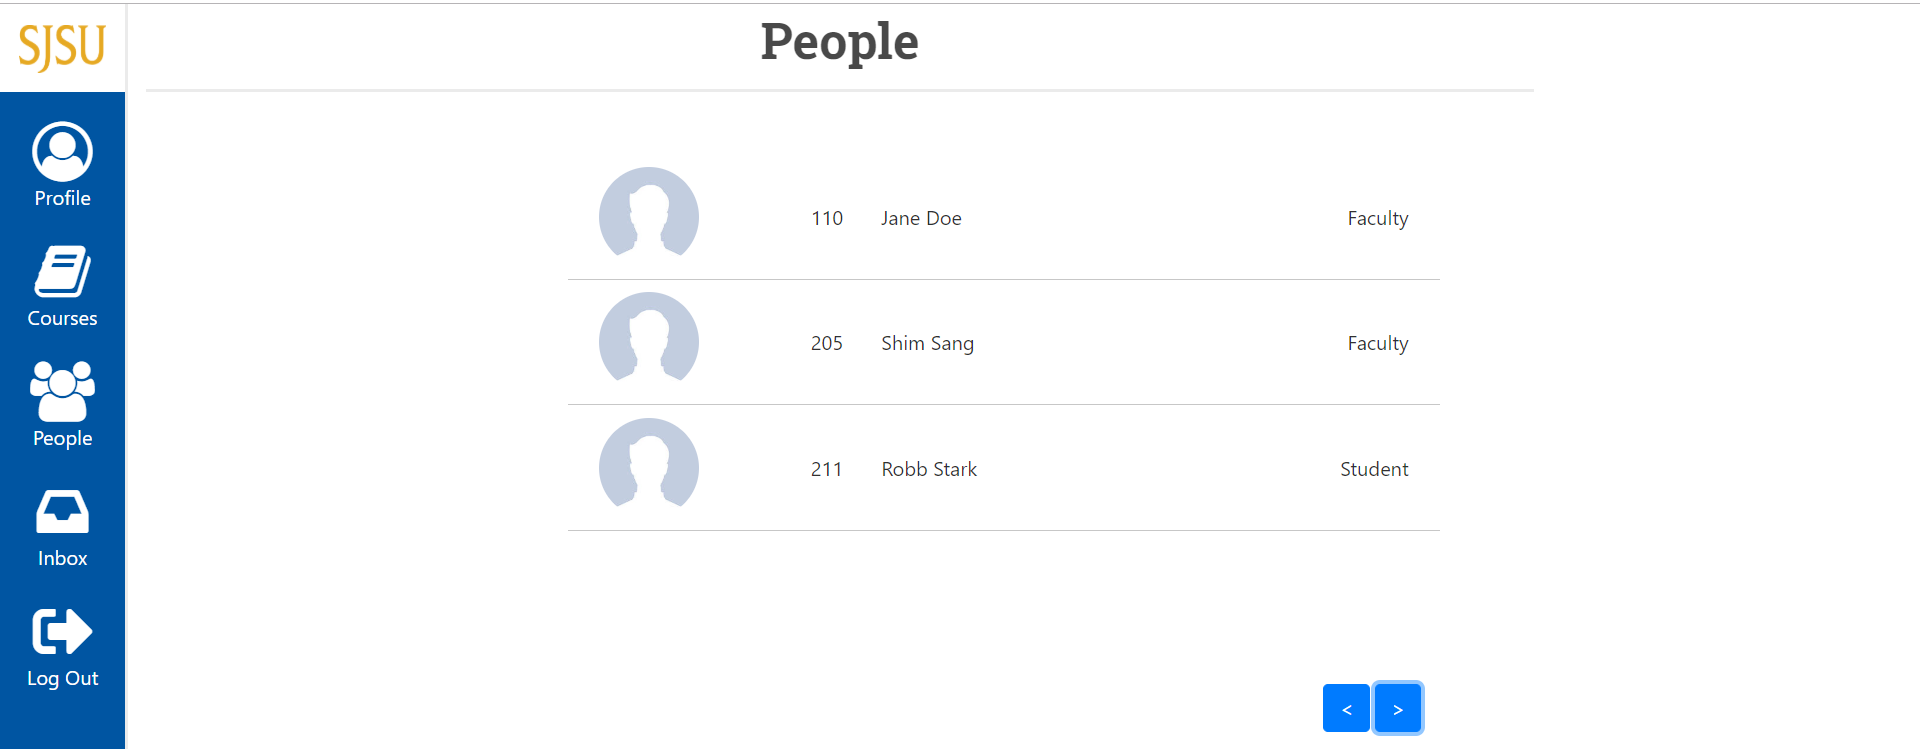 SJSU
People
Profile
Courses
People
Inbox
Log Out
110 Jane Doe Faculty
205 Shim Sang Faculty
211 Robb Stark Student
< >